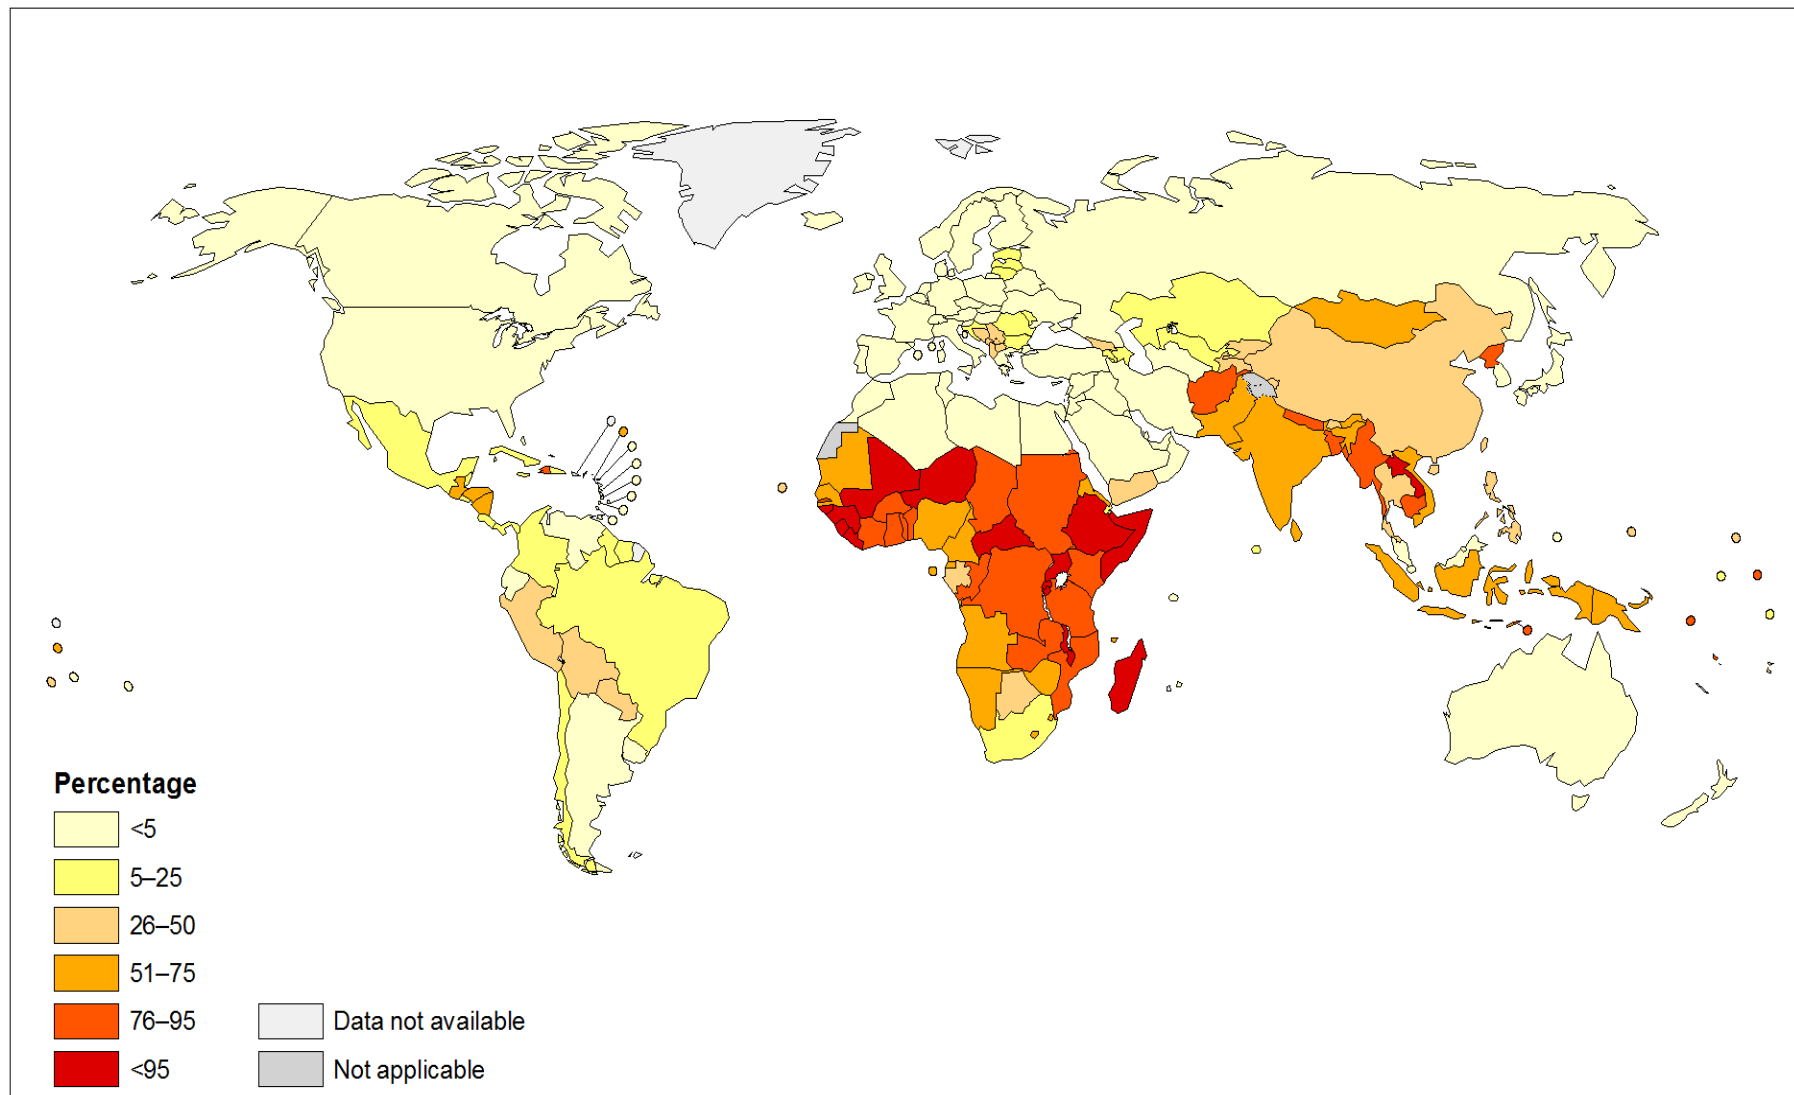 Percentage
<5
5–25
26–50
51–75
76–95
<95
Data not available
Not applicable